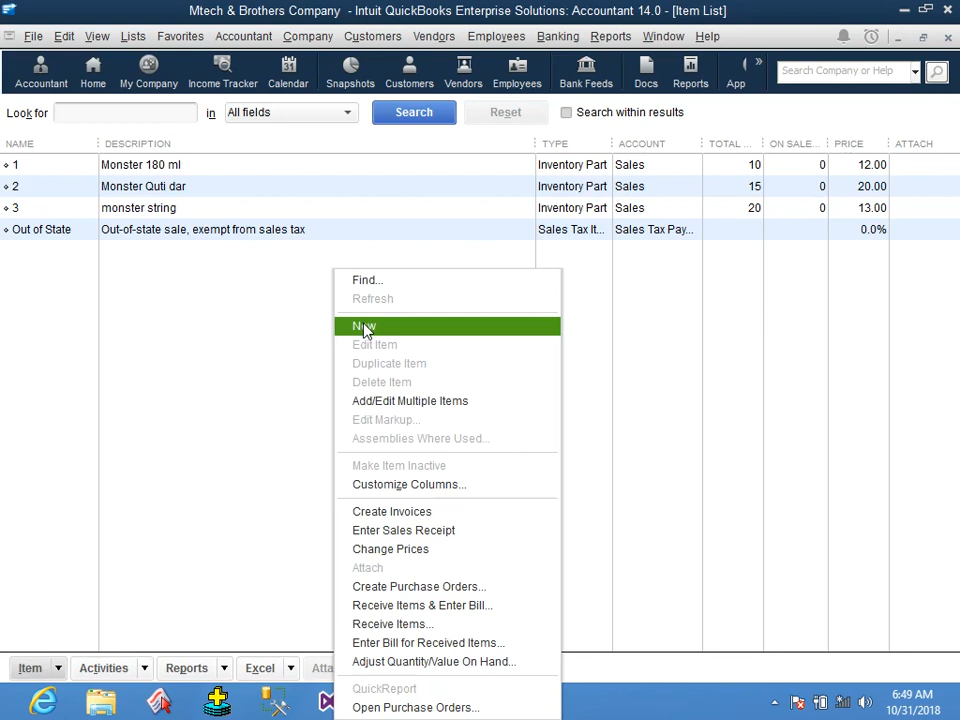 Mtech & Brothers Company - Intuit QuickBooks Enterprise Solutions: Accountant 14.0 - [Item List]
File Edit View Lists Favorites Accountant Company Customers Vendors Employees Banking Reports Window Help
Accountant Home My Company Income Tracker Calendar Snapshots Customers Vendors Employees Bank Feeds Docs Reports App » Search Company or Help
Look for in All fields Search Reset Search within results
NAME DESCRIPTION TYPE ACCOUNT TOTAL ... ON SALE... PRICE ATTACH
1 Monster 180 ml Inventory Part Sales 10 0 12.00
2 Monster Quti dar Inventory Part Sales 15 0 20.00
3 monster string Inventory Part Sales 20 0 13.00
Out of State Out-of-state sale, exempt from sales tax Sales Tax It... Sales Tax Pay... 0.0%
Find...
Refresh
New
Edit Item
Duplicate Item
Delete Item
Add/Edit Multiple Items
Edit Markup...
Assemblies Where Used...
Make Item Inactive
Customize Columns...
Create Invoices
Enter Sales Receipt
Change Prices
Attach
Create Purchase Orders...
Receive Items & Enter Bill...
Receive Items...
Enter Bill for Received Items...
Adjust Quantity/Value On Hand...
QuickReport
Open Purchase Orders...
Item Activities Reports Excel Atta
6:49 AM
10/31/2018